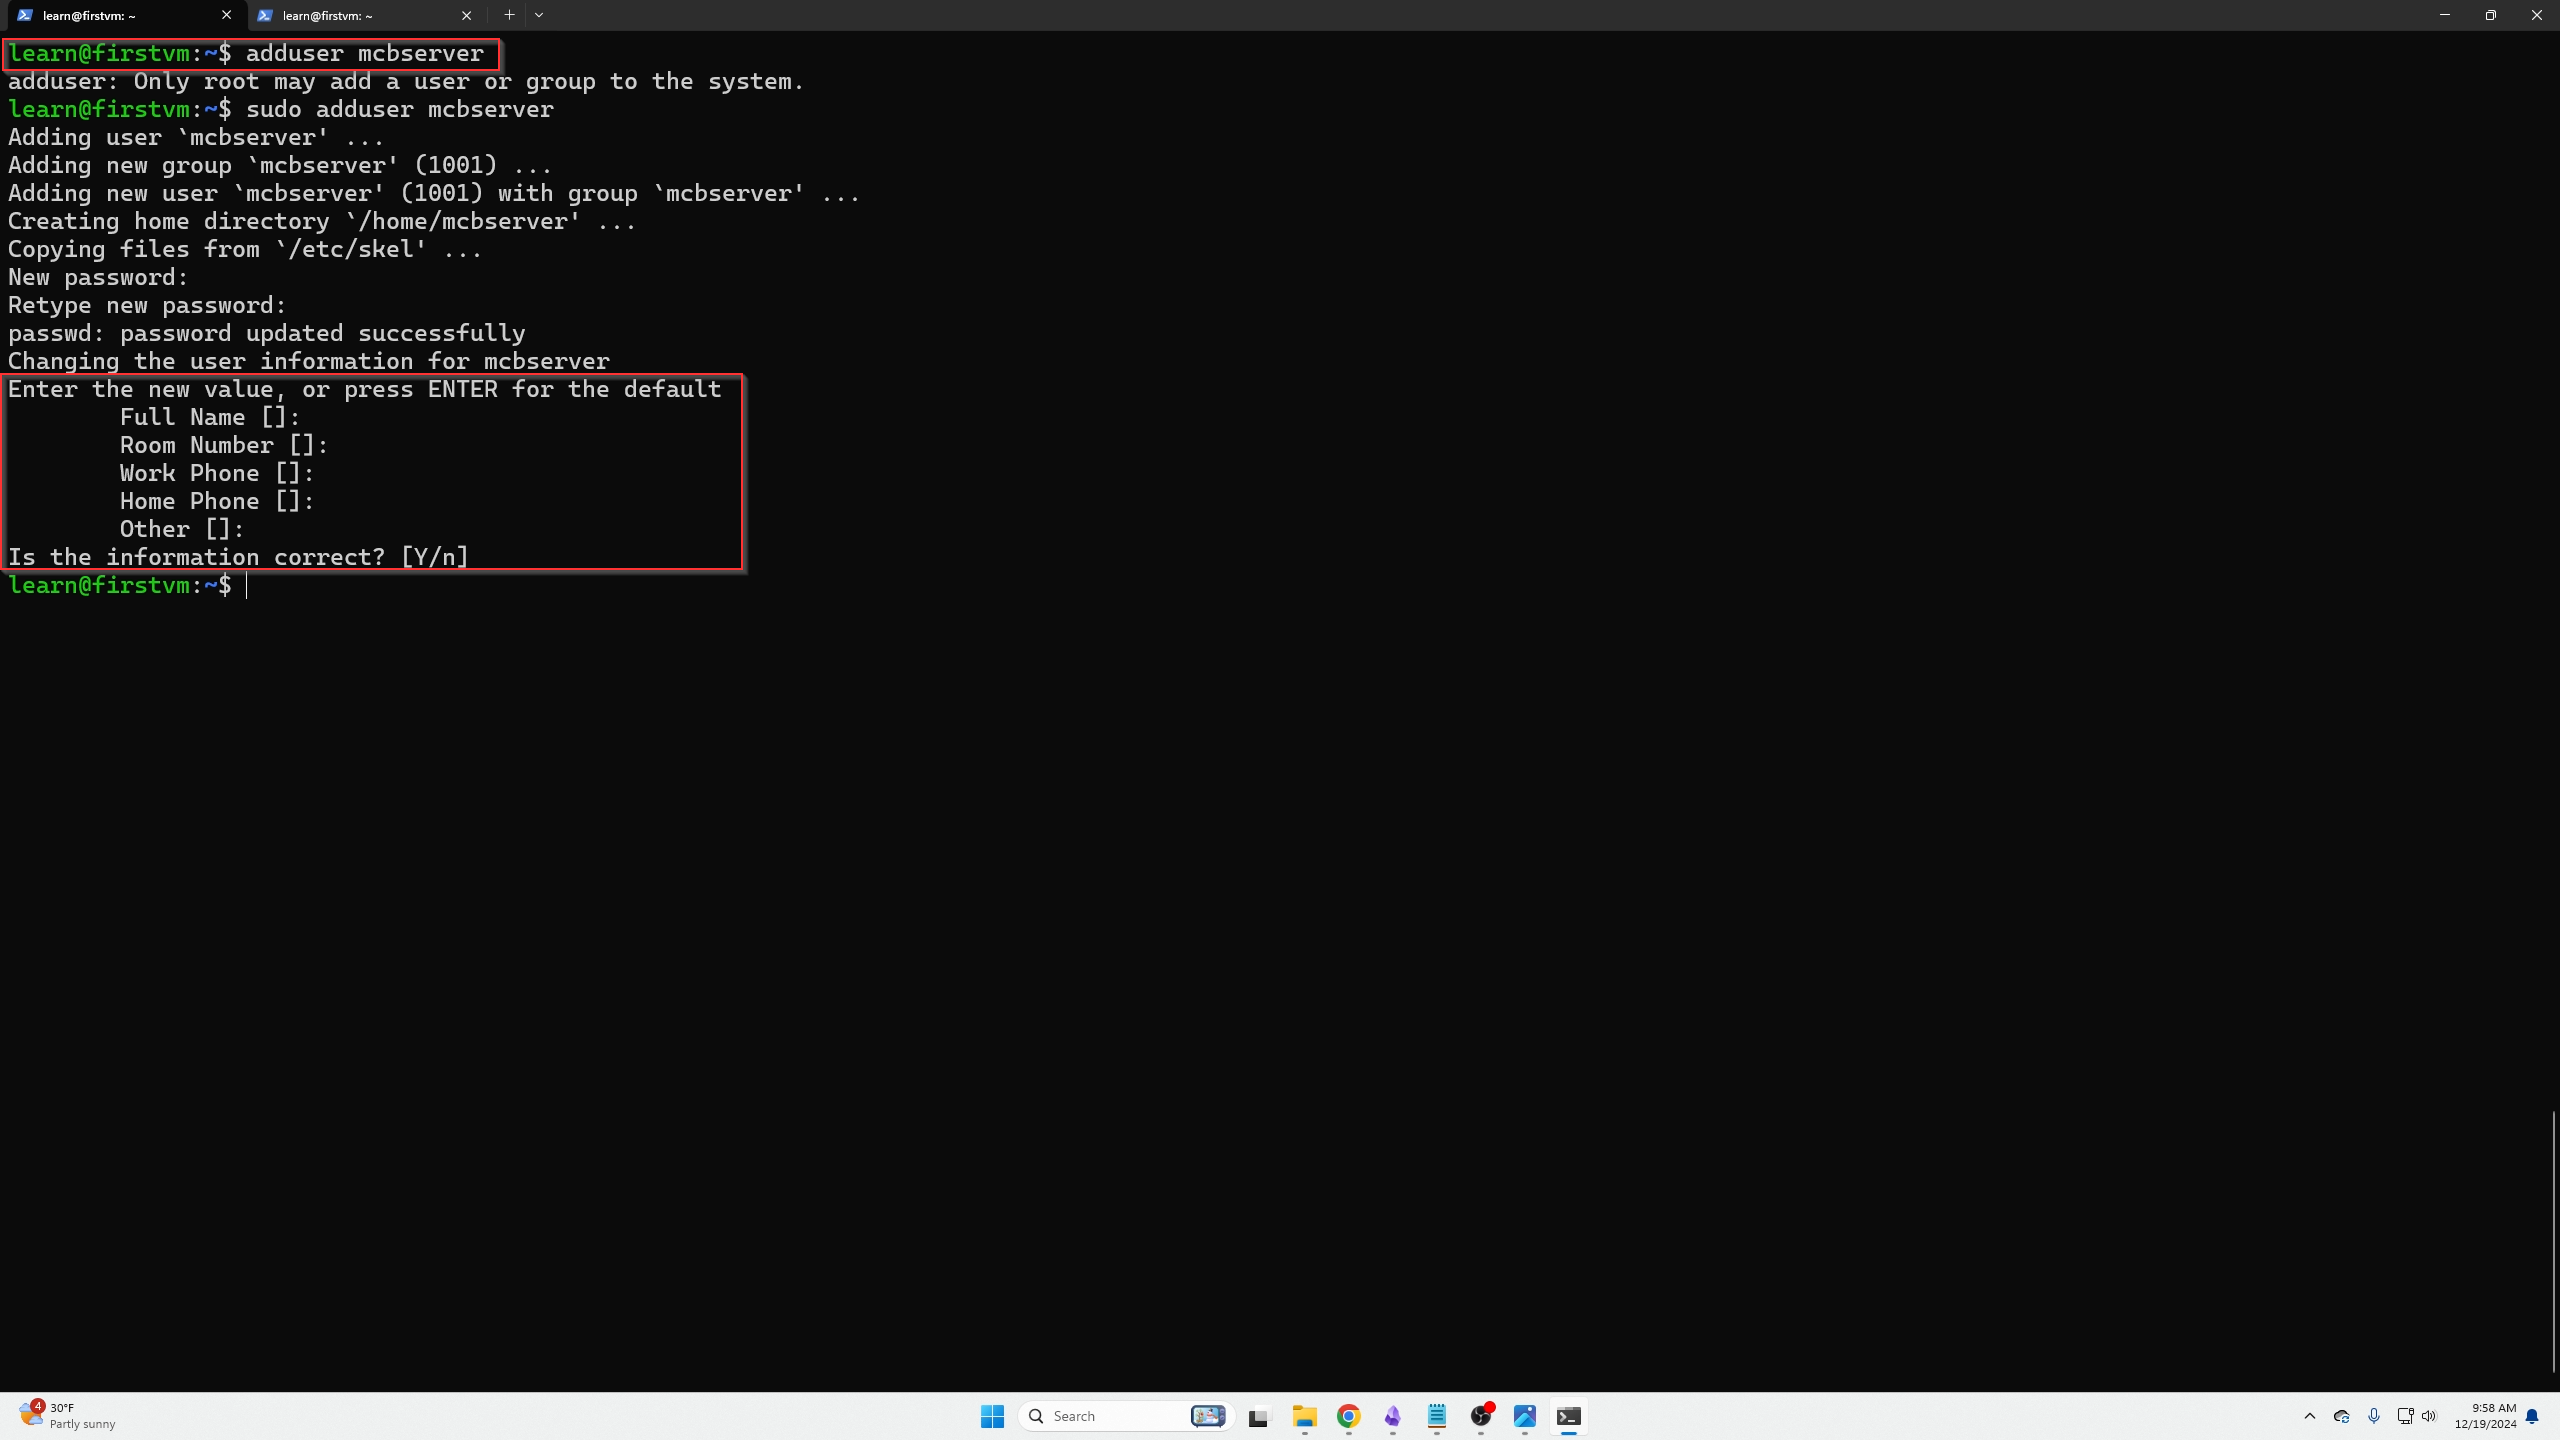 learn@firstvm: ~
learn@firstvm: ~
learn@firstvm:~$ adduser mcbserver
adduser: Only root may add a user or group to the system.
learn@firstvm:~$ sudo adduser mcbserver
Adding user `mcbserver' ...
Adding new group `mcbserver' (1001) ...
Adding new user `mcbserver' (1001) with group `mcbserver' ...
Creating home directory `/home/mcbserver' ...
Copying files from `/etc/skel' ...
New password:
Retype new password:
passwd: password updated successfully
Changing the user information for mcbserver
Enter the new value, or press ENTER for the default
Full Name []:
Room Number []:
Work Phone []:
Home Phone []:
Other []:
Is the information correct? [Y/n]
learn@firstvm:~$
4
30°F
Partly sunny
Search
9:58 AM
12/19/2024